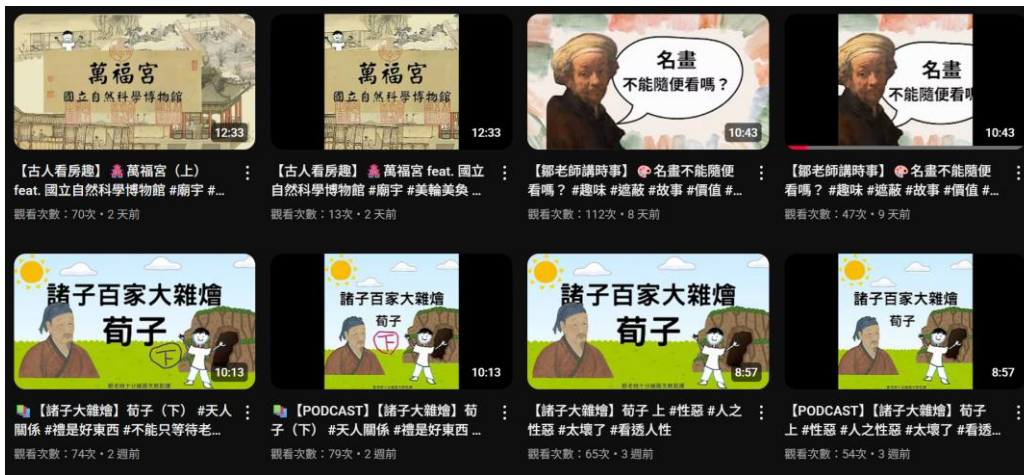 萬福宮
國立自然科學博物館
12:33
【古人看房趣】萬福宮（上）
feat. 國立自然科學博物館 #廟宇 #...
觀看次數：70次・2 天前
萬福宮
國立自然科學博物館
12:33
【古人看房趣】萬福宮 feat. 國立
自然科學博物館 #廟宇 #美輪美奐 ...
觀看次數：13次・2 天前
名畫
不能隨便看嗎？
10:43
【鄒老師講時事】名畫不能隨便
看嗎？ #趣味 #遮蔽 #故事 #價值 #...
觀看次數：112次・8 天前
名畫
不能隨便看
10:43
【鄒老師講時事】名畫不能隨便
看嗎？ #趣味 #遮蔽 #故事 #價值 #...
觀看次數：47次・9 天前
諸子百家大雜燴
荀子
下
10:13
【諸子大雜燴】荀子（下） #天人
關係 #禮是好東西 #不能只等待老...
觀看次數：74次・2 週前
諸子百家大雜燴
荀子
下
10:13
【PODCAST】【諸子大雜燴】荀
子（下） #天人關係 #禮是好東西 ...
觀看次數：79次・2 週前
諸子百家大雜燴
荀子
8:57
【諸子大雜燴】荀子 上 #性惡 #人之
性惡 #太壞了 #看透人性
觀看次數：65次・3 週前
諸子百家大雜燴
荀子
8:57
【PODCAST】【諸子大雜燴】荀子
上 #性惡 #人之性惡 #太壞了 #看透...
觀看次數：54次・3 週前